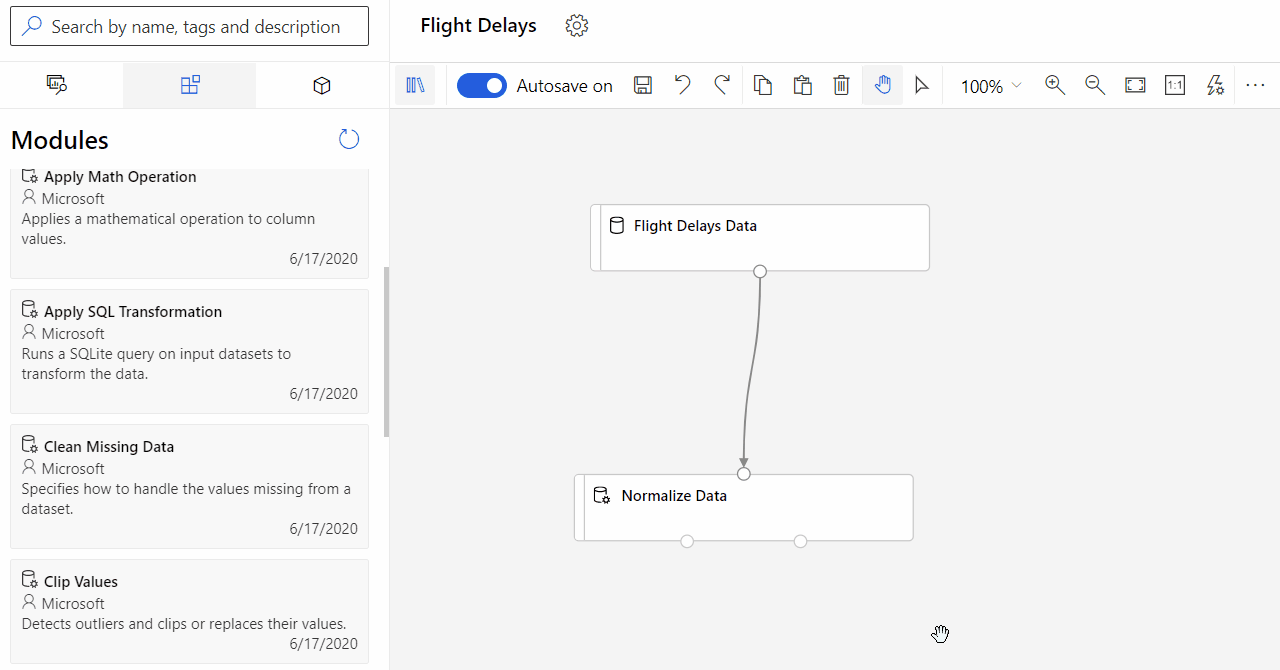 Search by name, tags and description
Flight Delays
Autosave on
100%
1:1
Modules
Apply Math Operation
Microsoft
Applies a mathematical operation to column
values.
6/17/2020
Apply SQL Transformation
Microsoft
Runs a SQLite query on input datasets to
transform the data.
6/17/2020
Clean Missing Data
Microsoft
Specifies how to handle the values missing from a
dataset.
6/17/2020
Clip Values
Microsoft
Detects outliers and clips or replaces their values.
6/17/2020
Flight Delays Data
Normalize Data